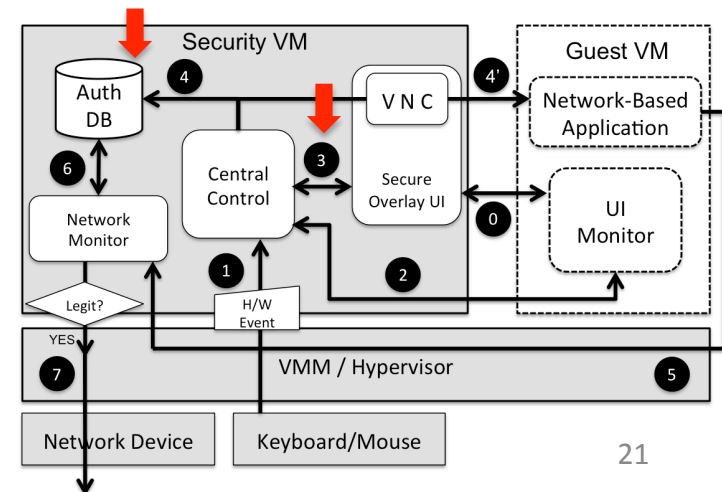 Security VM
Guest VM
Auth
DB
4
V N C
4'
Network-Based
Application
6
3
Central
Control
Secure
Overlay UI
0
UI
Monitor
Network
Monitor
1
2
Legit?
H/W
Event
YES
7
VMM / Hypervisor
5
Network Device
Keyboard/Mouse
21